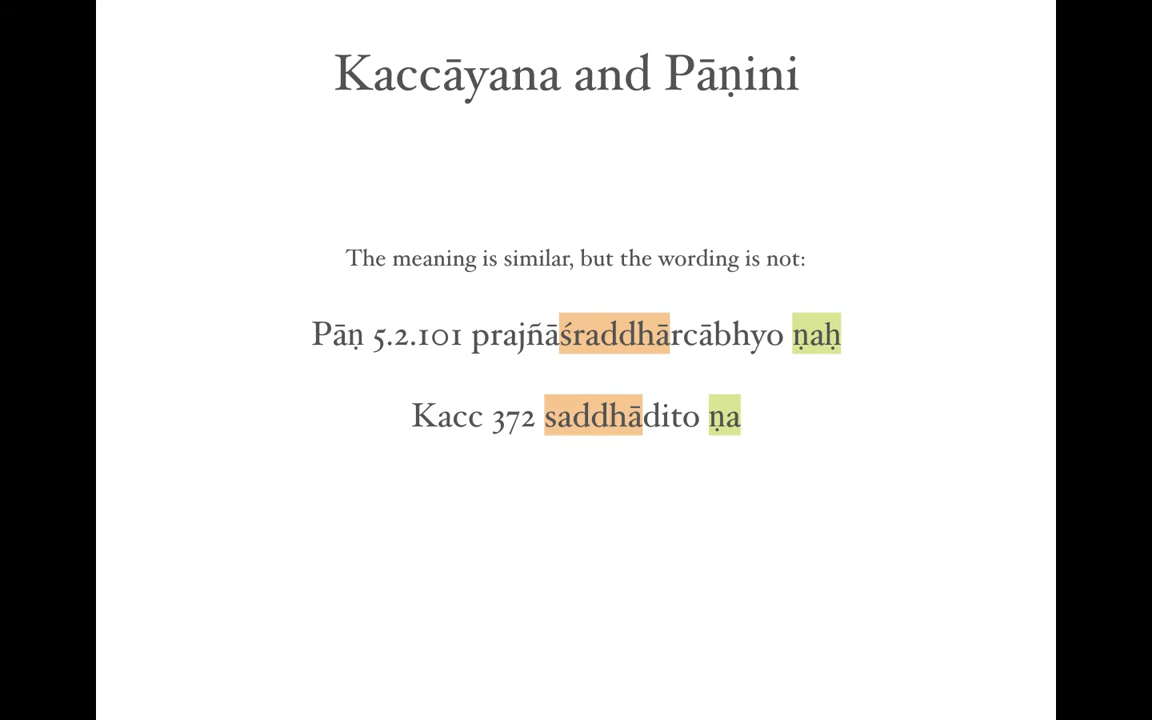 Kaccāyana and Pāṇini
The meaning is similar, but the wording is not:
Pāṇ 5.2.101 prajñāśraddhārcābhyo ṇaḥ
Kacc 372 saddhādito ṇa